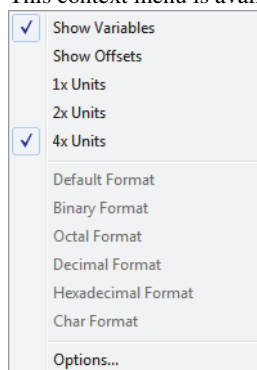 This context menu is avail
Show Variables
Show Offsets
1x Units
2x Units
4x Units
Default Format
Binary Format
Octal Format
Decimal Format
Hexadecimal Format
Char Format
Options...